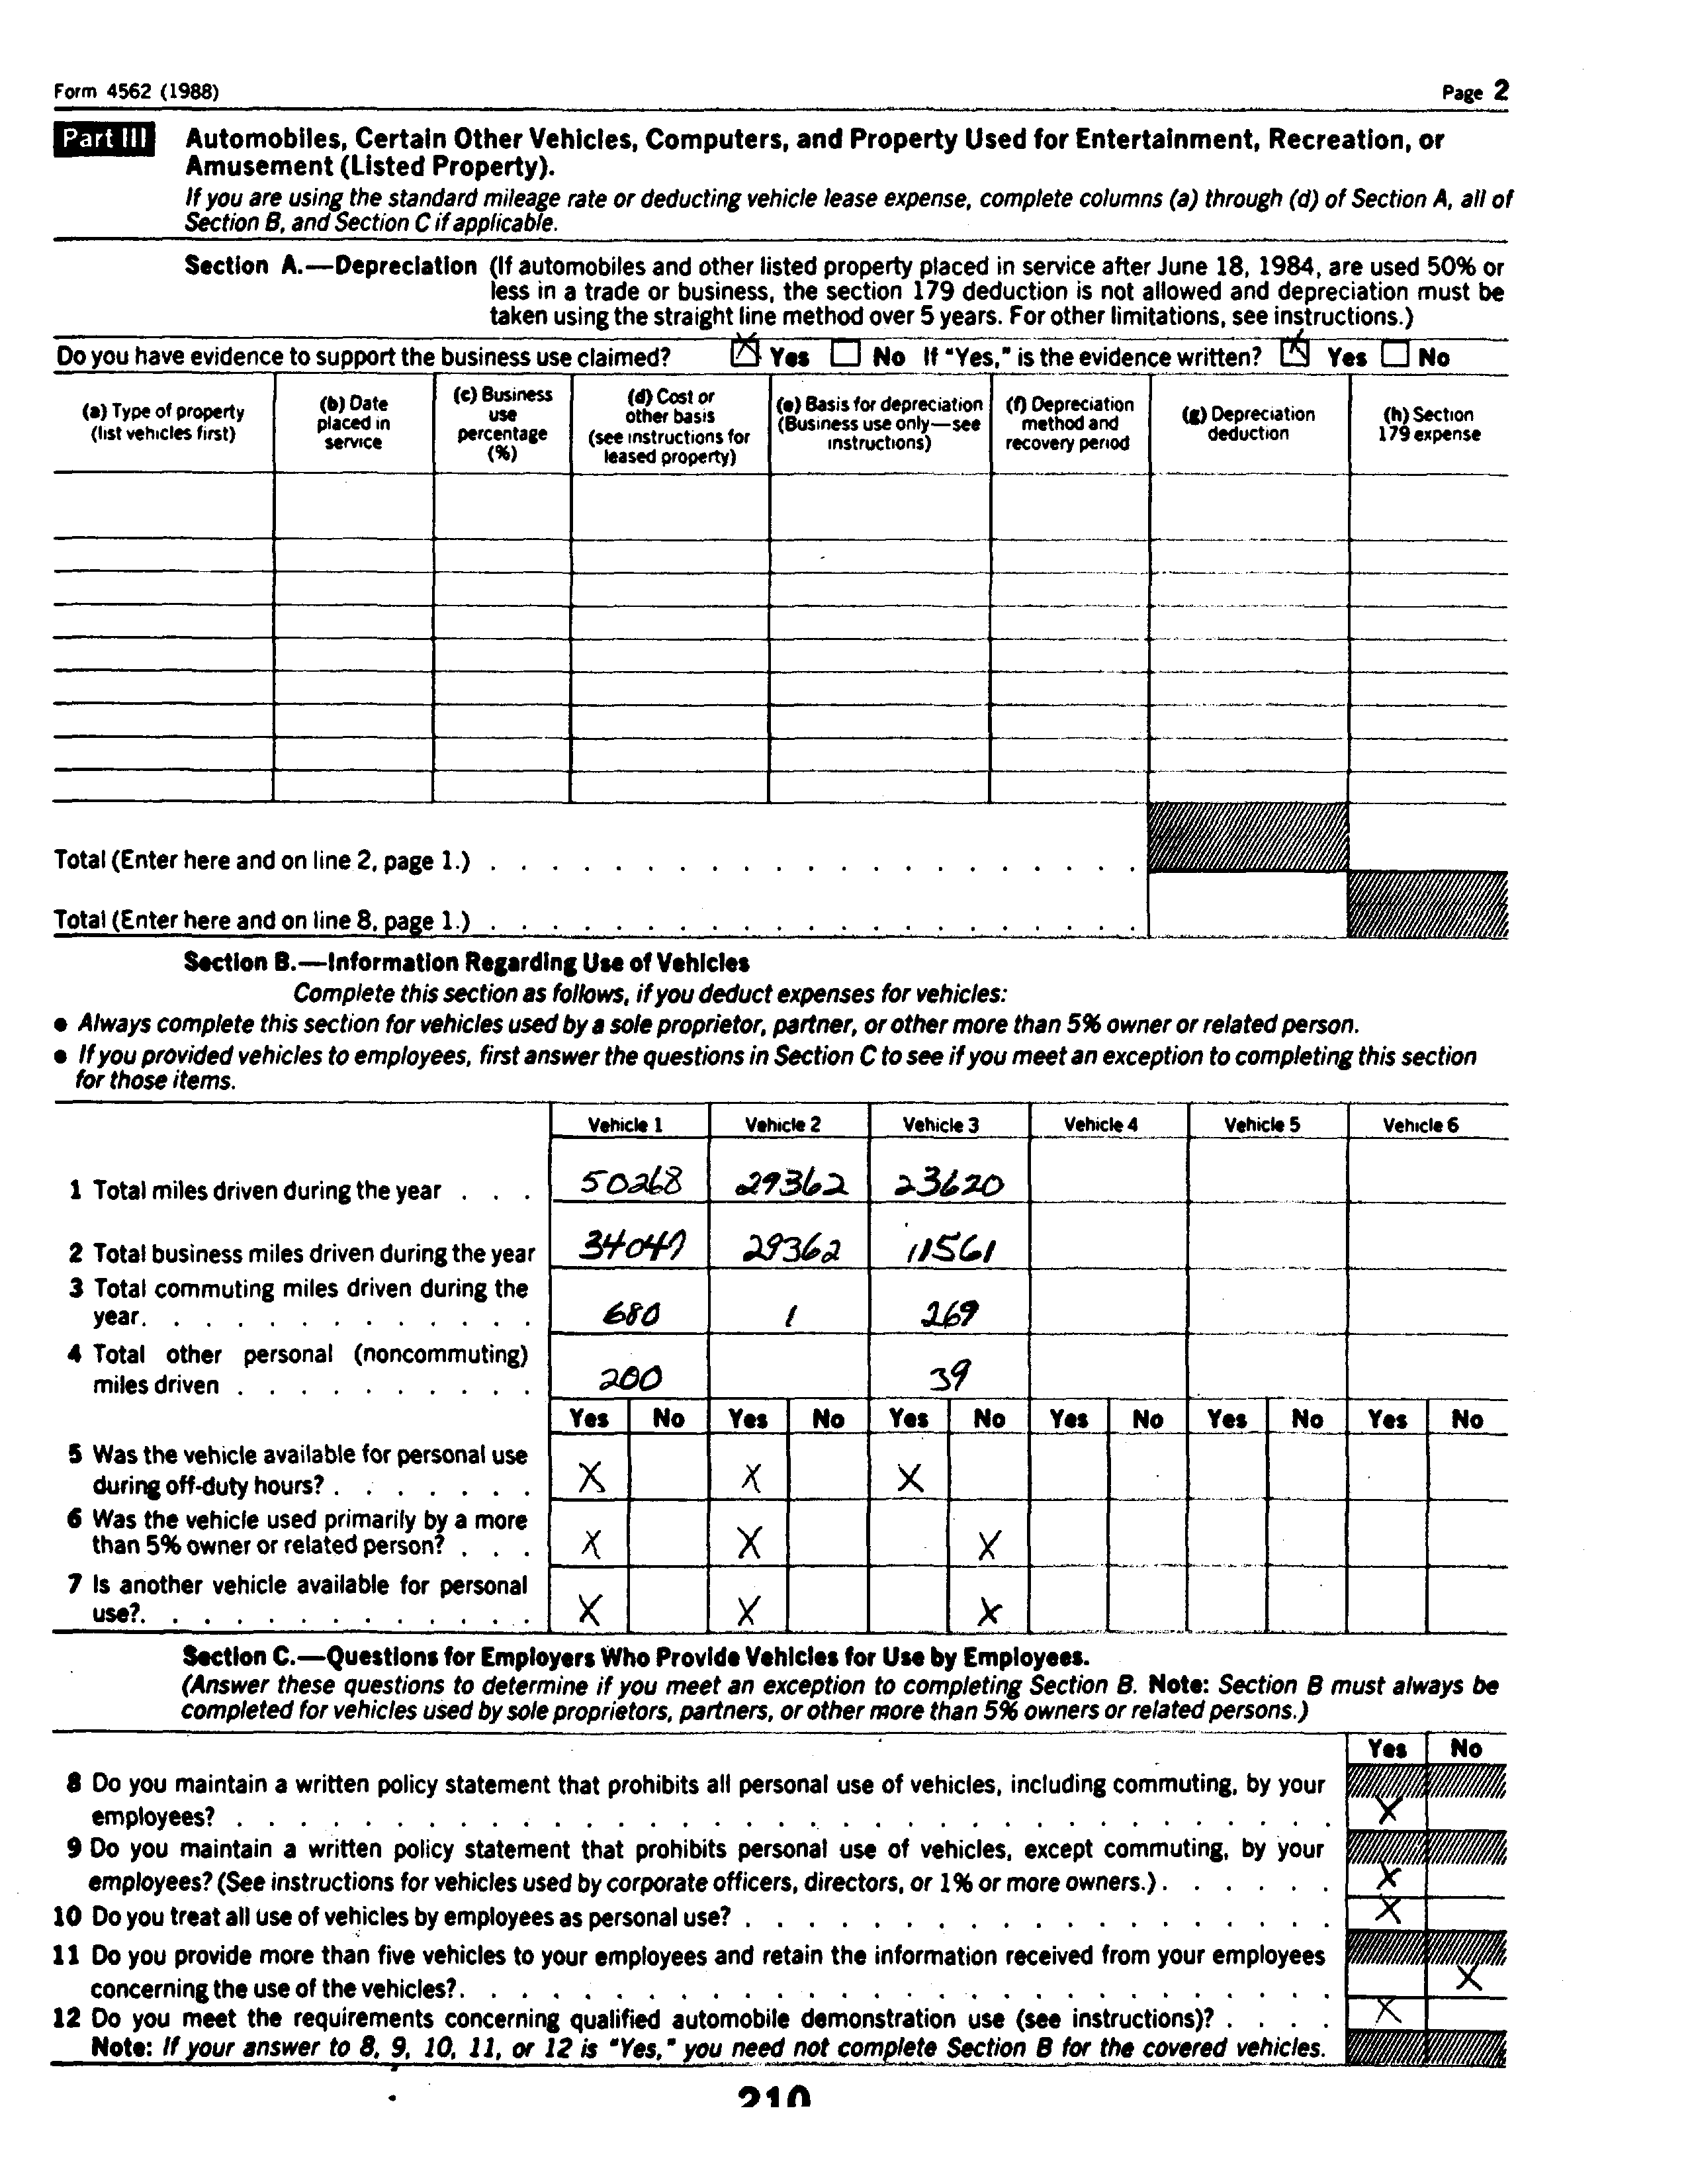 Form 4562 (1988) Page 2
Part III Automobiles, Certain Other Vehicles, Computers, and Property Used for Entertainment, Recreation, or
Amusement (Listed Property).
If you are using the standard mileage rate or deducting vehicle lease expense, complete columns (a) through (d) of Section A, all of
Section B, and Section C if applicable.
Section A.—Depreciation (If automobiles and other listed property placed in service after June 18, 1984, are used 50% or
less in a trade or business, the section 179 deduction is not allowed and depreciation must be
taken using the straight line method over 5 years. For other limitations, see instructions.)
Do you have evidence to support the business use claimed? X Yes No If "Yes," is the evidence written? X Yes No
(a) Type of property
(list vehicles first)
(b) Date
placed in
service
(c) Business
use
percentage
(%)
(d) Cost or
other basis
(see instructions for
leased property)
(e) Basis for depreciation
(Business use only—see
instructions)
(f) Depreciation
method and
recovery period
(g) Depreciation
deduction
(h) Section
179 expense
Total (Enter here and on line 2, page 1.)
Total (Enter here and on line 8, page 1.)
Section B.—Information Regarding Use of Vehicles
Complete this section as follows, if you deduct expenses for vehicles:
● Always complete this section for vehicles used by a sole proprietor, partner, or other more than 5% owner or related person.
● If you provided vehicles to employees, first answer the questions in Section C to see if you meet an exception to completing this section
for those items.
Vehicle 1 Vehicle 2 Vehicle 3 Vehicle 4 Vehicle 5 Vehicle 6
1 Total miles driven during the year . . . 50268 29362 23620
2 Total business miles driven during the year 29362 11561
3 Total commuting miles driven during the
year. . . . . . . . . . . . . 680 1 269
4 Total other personal (noncommuting)
miles driven . . . . . . . . . . 200 39
Yes No Yes No Yes No Yes No Yes No Yes No
5 Was the vehicle available for personal use
during off-duty hours? . . . . . . . X X X
6 Was the vehicle used primarily by a more
than 5% owner or related person? . . . X X X
7 Is another vehicle available for personal
use?. . . . . . . . . . . . . X X X
Section C.—Questions for Employers Who Provide Vehicles for Use by Employees.
(Answer these questions to determine if you meet an exception to completing Section B. Note: Section B must always be
completed for vehicles used by sole proprietors, partners, or other more than 5% owners or related persons.)
Yes No
8 Do you maintain a written policy statement that prohibits all personal use of vehicles, including commuting, by your
employees? X
9 Do you maintain a written policy statement that prohibits personal use of vehicles, except commuting, by your
employees? (See instructions for vehicles used by corporate officers, directors, or 1% or more owners.) . . . . . . X
10 Do you treat all use of vehicles by employees as personal use? X
11 Do you provide more than five vehicles to your employees and retain the information received from your employees
concerning the use of the vehicles?. X
12 Do you meet the requirements concerning qualified automobile demonstration use (see instructions)? . . . . X
Note: If your answer to 8, 9, 10, 11, or 12 is "Yes," you need not complete Section B for the covered vehicles.
210